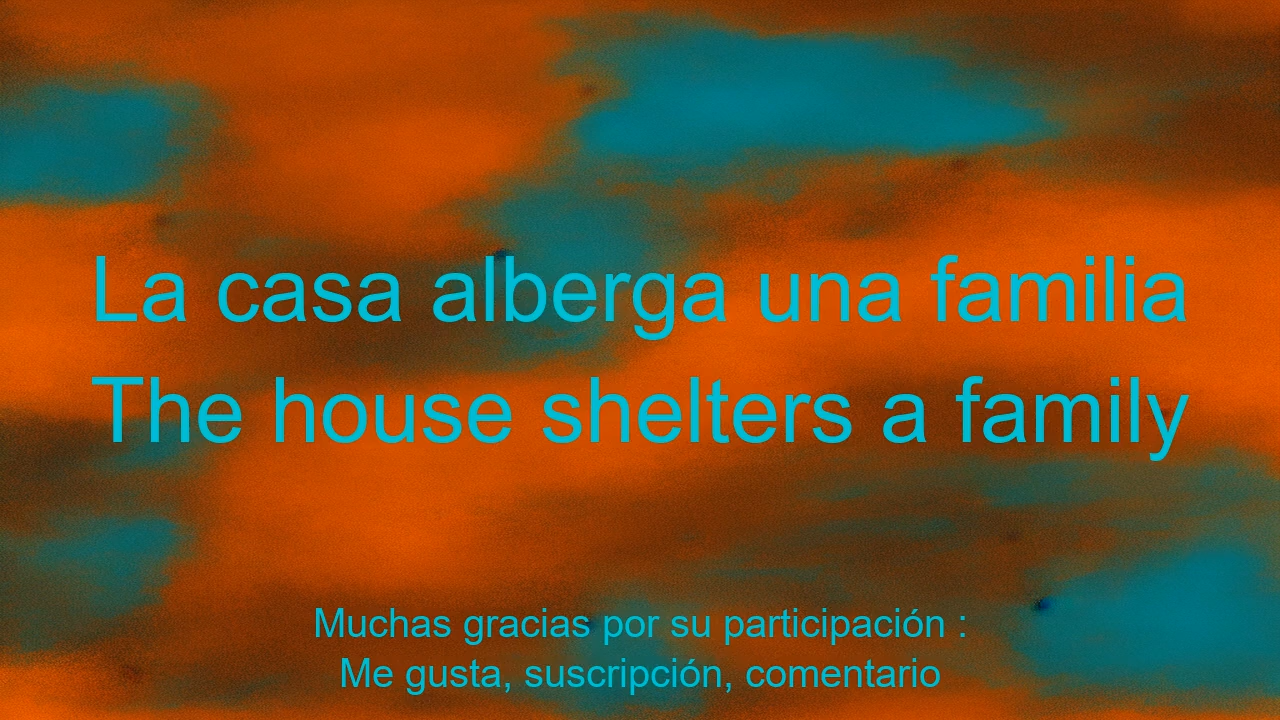 La casa alberga una familia
The house shelters a family
Muchas gracias por su participación :
Me gusta, suscripción, comentario